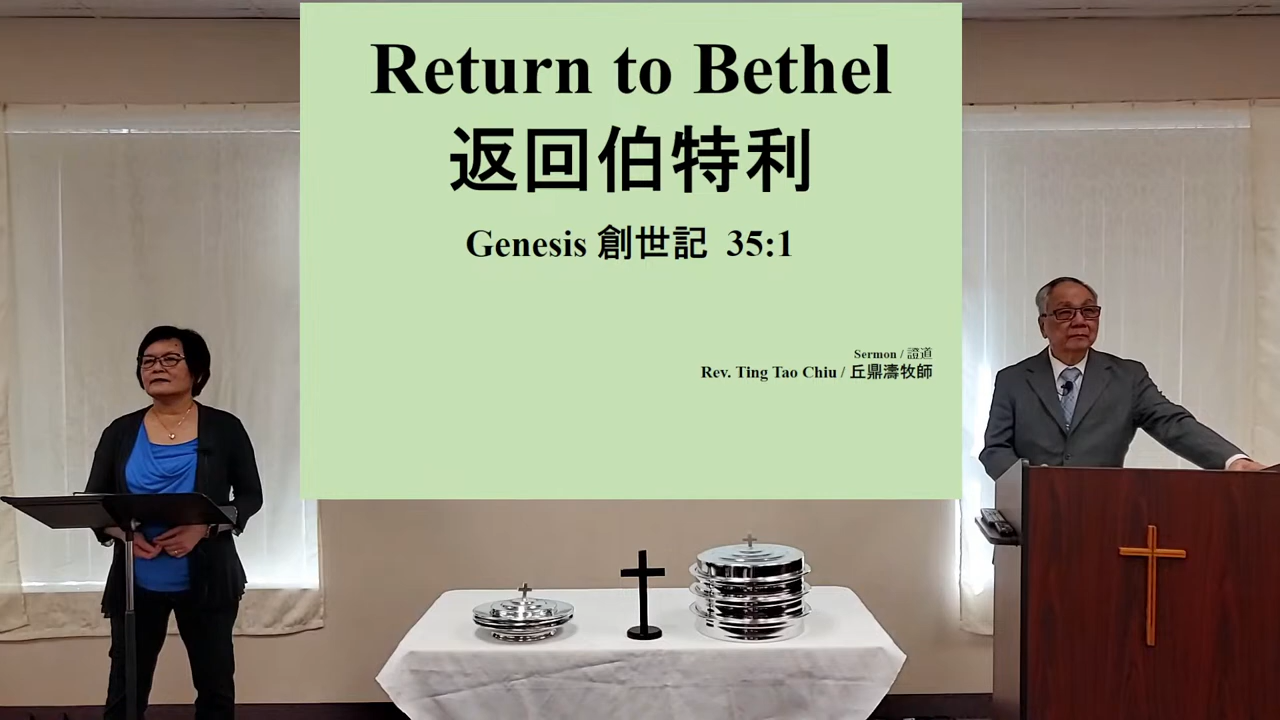 Return to Bethel
返回伯特利
Genesis 創世記 35:1
Sermon / 證道
Rev. Ting Tao Chiu / 丘鼎濤牧師